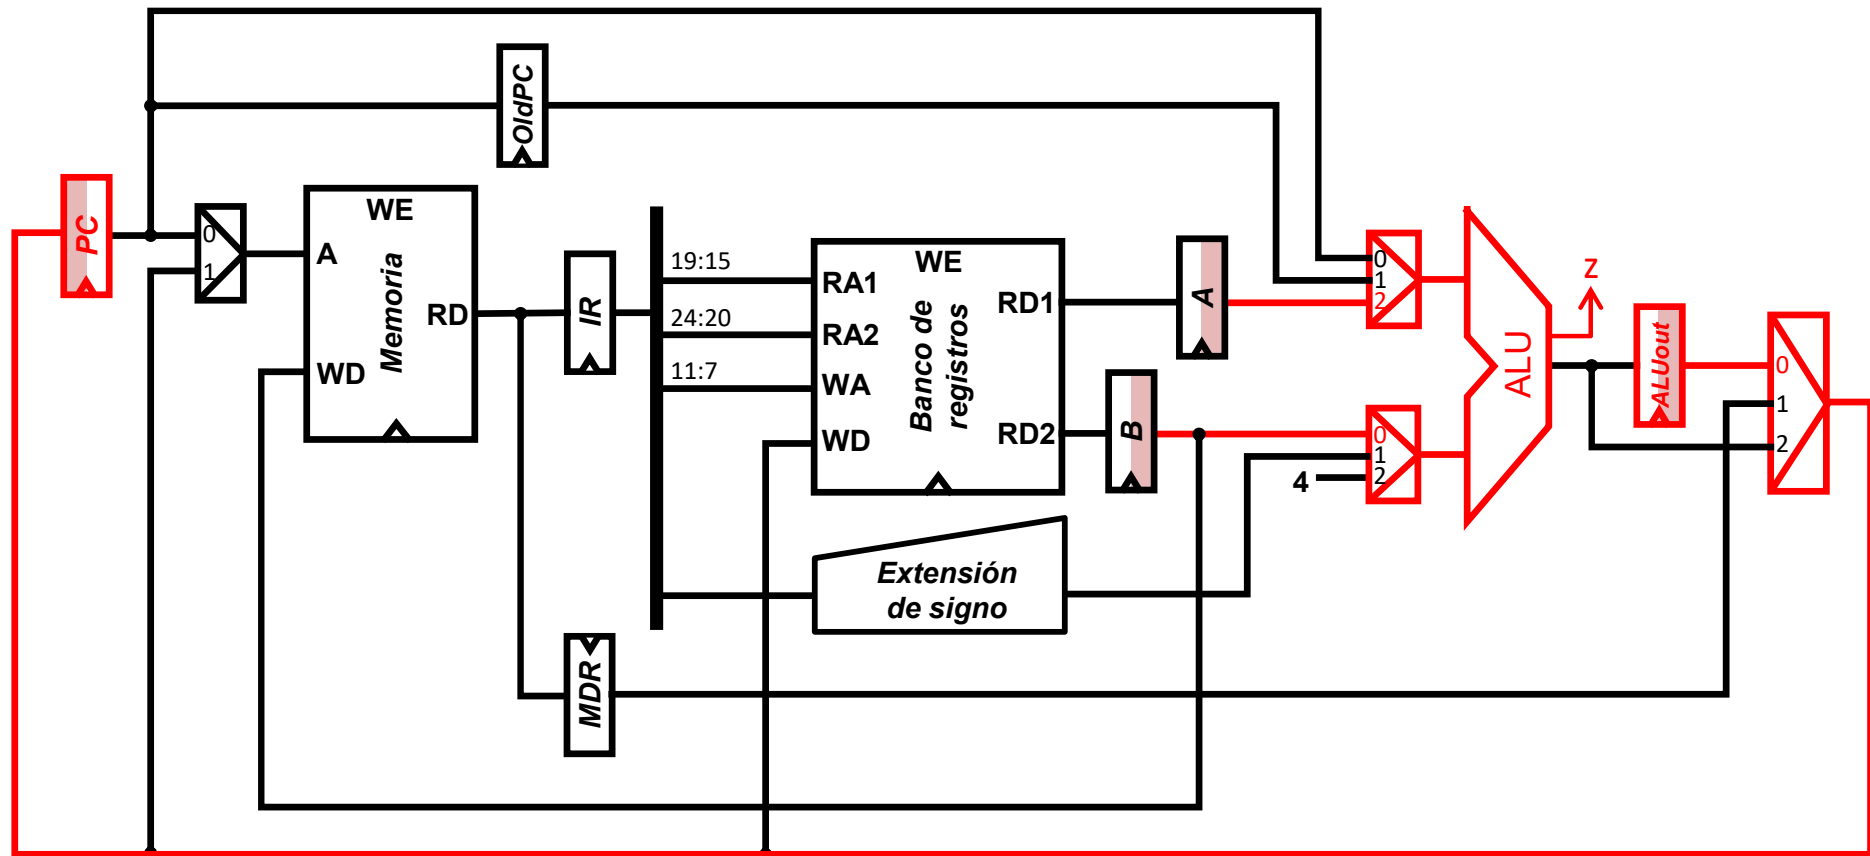 OldPC
PC
0
1
A
WE
Memoria
RD
WD
IR
19:15
24:20
11:7
RA1
RA2
WA
WD
WE
Banco de
registros
RD1
RD2
A
B
0
1
2
0
1
2
4
ALU
Z
ALUout
0
1
2
Extensión
de signo
MDR